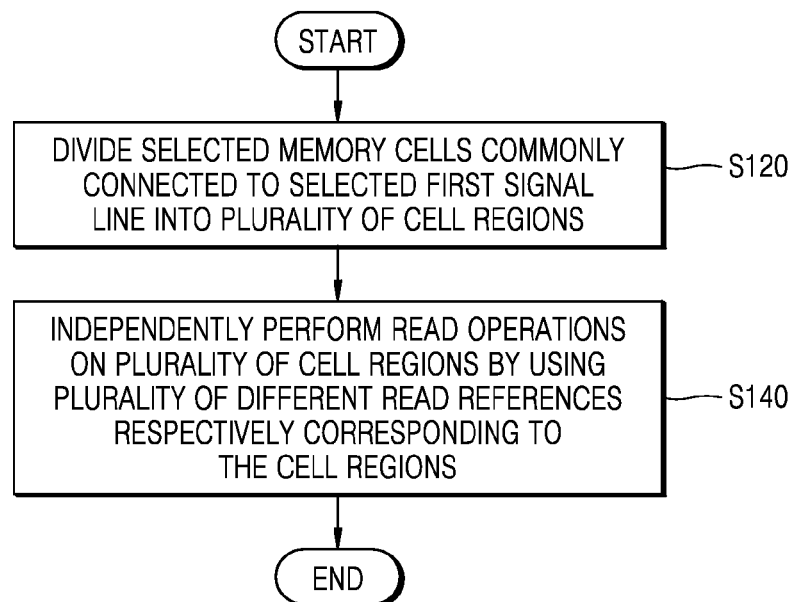 START
DIVIDE SELECTED MEMORY CELLS COMMONLY
CONNECTED TO SELECTED FIRST SIGNAL
LINE INTO PLURALITY OF CELL REGIONS
S120
INDEPENDENTLY PERFORM READ OPERATIONS
ON PLURALITY OF CELL REGIONS BY USING
PLURALITY OF DIFFERENT READ REFERENCES
RESPECTIVELY CORRESPONDING TO
THE CELL REGIONS
S140
END